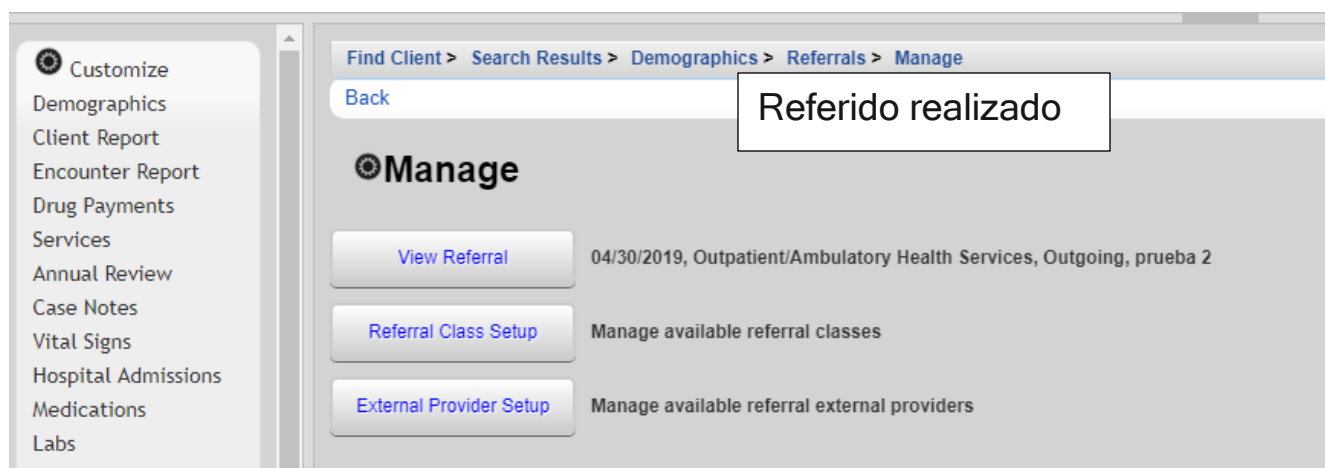 Customize
Demographics
Client Report
Encounter Report
Drug Payments
Services
Annual Review
Case Notes
Vital Signs
Hospital Admissions
Medications
Labs
Find Client > Search Results > Demographics > Referrals > Manage
Back
Referido realizado
Manage
View Referral 04/30/2019, Outpatient/Ambulatory Health Services, Outgoing, prueba 2
Referral Class Setup Manage available referral classes
External Provider Setup Manage available referral external providers